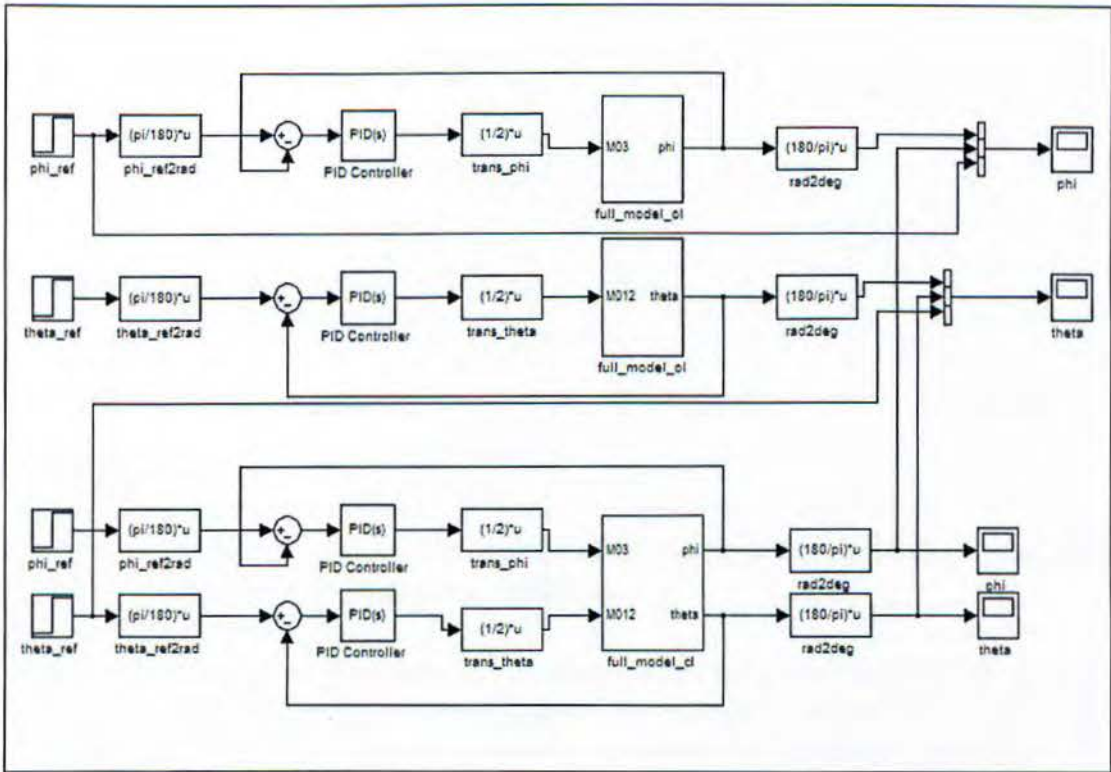 (pi/180)*u
+
-
PID(s)
(1/2)*u
M03
phi
(180/pi)*u
phi_ref
phi_ref2rad
PID Controller
trans_phi
full_model_ol
rad2deg
phi
(pi/180)*u
+
-
PID(s)
(1/2)*u
M012
theta
(180/pi)*u
theta_ref
theta_ref2rad
PID Controller
trans_theta
full_model_ol
rad2deg
theta
(pi/180)*u
+
-
PID(s)
(1/2)*u
M03
phi
(180/pi)*u
phi_ref
phi_ref2rad
PID Controller
trans_phi
rad2deg
phi
(pi/180)*u
+
-
PID(s)
(1/2)*u
M012
theta
(180/pi)*u
theta_ref
theta_ref2rad
PID Controller
trans_theta
full_model_cl
rad2deg
theta